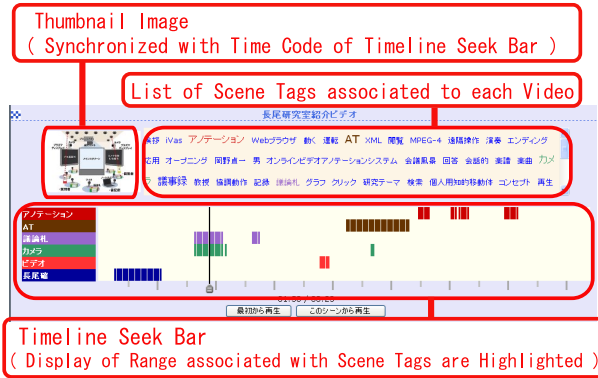 Thumbnail Image
( Synchronized with Time Code of Timeline Seek Bar )
List of Scene Tags associated to each Video
長尾研究室紹介ビデオ
挨拶 iVas アノテーション Webブラウザ 動く 運転 AT XML 閲覧 MPEG-4 遠隔操作 演奏 エンディング
応用 オープニング 岡野貞一 男 オンラインビデオアノテーションシステム 会議風景 回答 会話的 楽譜 楽曲 カメ
ラ 議事録 教授 協調動作 記録 議論札 グラフ クリック 研究テーマ 検索 個人用知的移動体 コンセプト 再生
アノテーション
AT
議論札
カメラ
ビデオ
長尾確
最初から再生 このシーンから再生
Timeline Seek Bar
( Display of Range associated with Scene Tags are Highlighted )